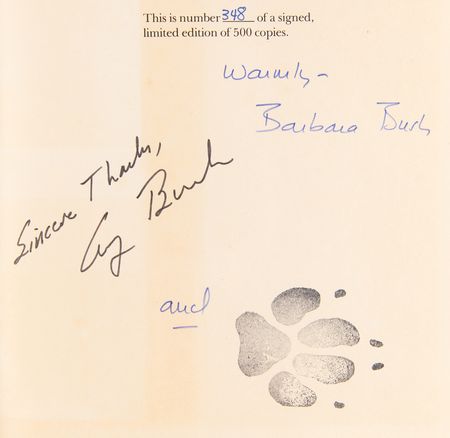 This is number 348 of a signed,
limited edition of 500 copies.
Warmly -
Barbara Bush
Sincere Thanks,
Bush
and